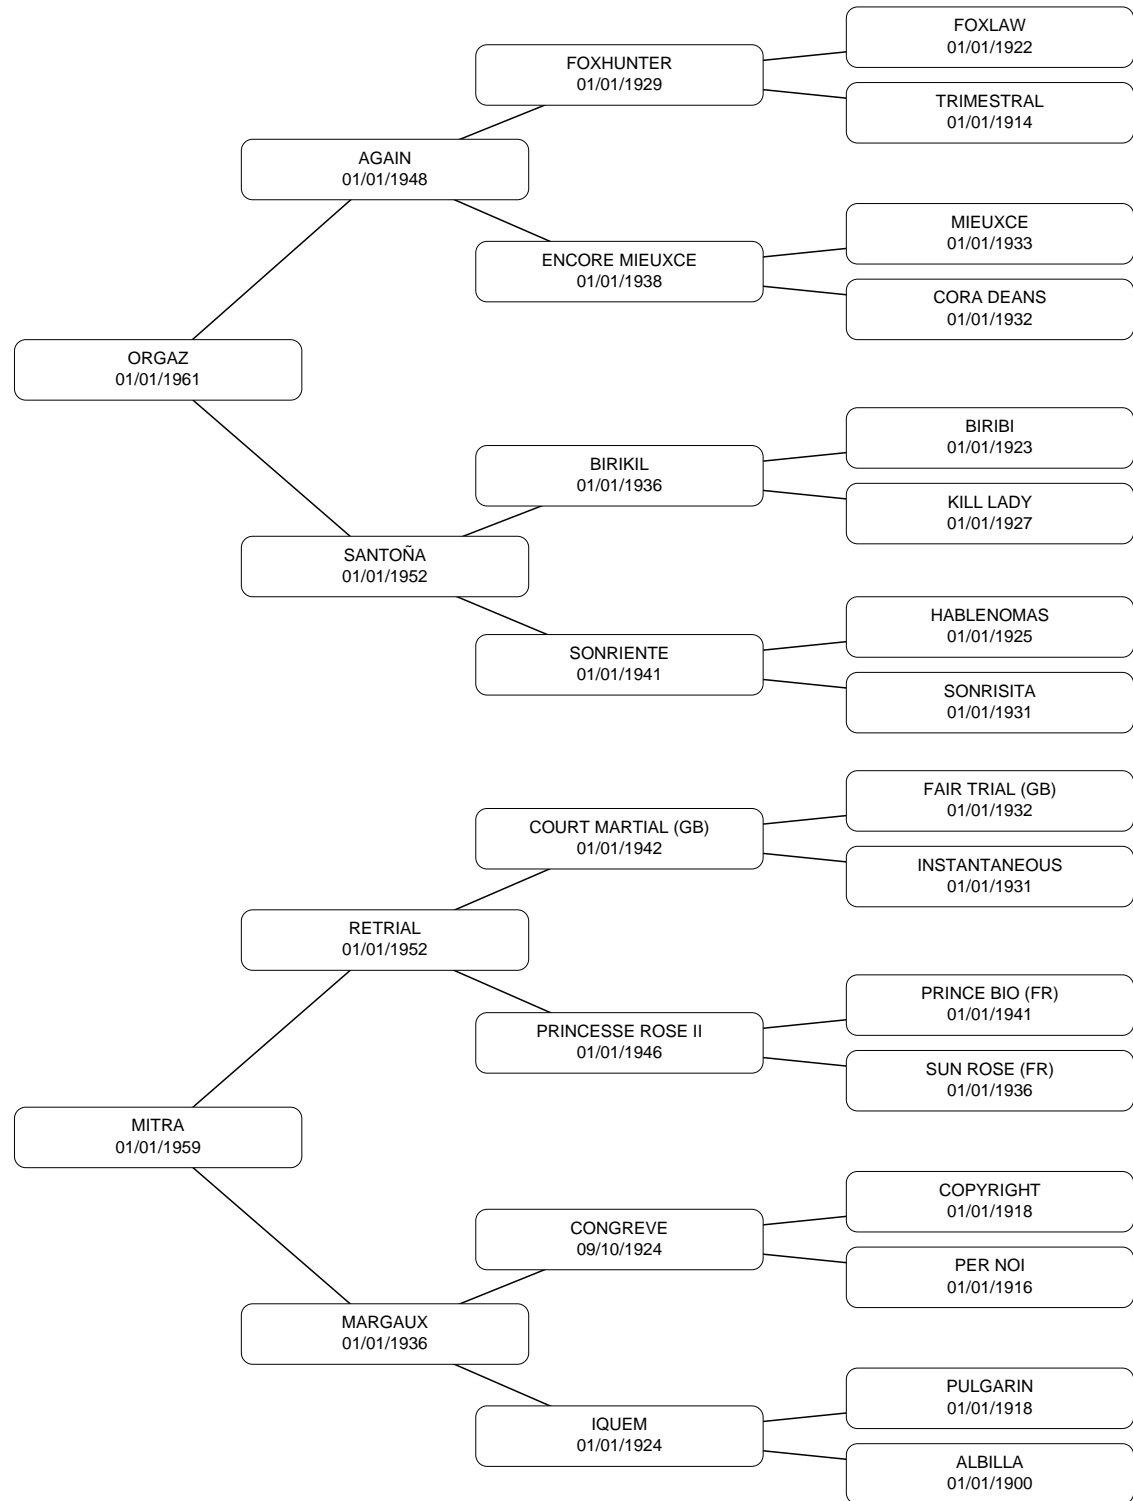 FOXLAW
01/01/1922
FOXHUNTER
01/01/1929
TRIMESTRAL
01/01/1914
AGAIN
01/01/1948
MIEUXCE
01/01/1933
ENCORE MIEUXCE
01/01/1938
CORA DEANS
01/01/1932
ORGAZ
01/01/1961
BIRIBI
01/01/1923
BIRIKIL
01/01/1936
KILL LADY
01/01/1927
SANTOÑA
01/01/1952
HABLENOMAS
01/01/1925
SONRIENTE
01/01/1941
SONRISITA
01/01/1931
FAIR TRIAL (GB)
01/01/1932
COURT MARTIAL (GB)
01/01/1942
INSTANTANEOUS
01/01/1931
RETRIAL
01/01/1952
PRINCE BIO (FR)
01/01/1941
PRINCESSE ROSE II
01/01/1946
SUN ROSE (FR)
01/01/1936
MITRA
01/01/1959
COPYRIGHT
01/01/1918
CONGREVE
09/10/1924
PER NOI
01/01/1916
MARGAUX
01/01/1936
PULGARIN
01/01/1918
IQUEM
01/01/1924
ALBILLA
01/01/1900